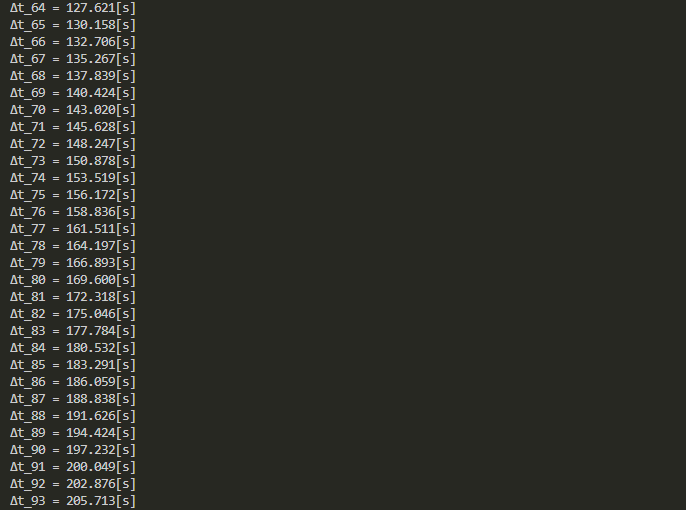 Δt_64 = 127.621[s]
Δt_65 = 130.158[s]
Δt_66 = 132.706[s]
Δt_67 = 135.267[s]
Δt_68 = 137.839[s]
Δt_69 = 140.424[s]
Δt_70 = 143.020[s]
Δt_71 = 145.628[s]
Δt_72 = 148.247[s]
Δt_73 = 150.878[s]
Δt_74 = 153.519[s]
Δt_75 = 156.172[s]
Δt_76 = 158.836[s]
Δt_77 = 161.511[s]
Δt_78 = 164.197[s]
Δt_79 = 166.893[s]
Δt_80 = 169.600[s]
Δt_81 = 172.318[s]
Δt_82 = 175.046[s]
Δt_83 = 177.784[s]
Δt_84 = 180.532[s]
Δt_85 = 183.291[s]
Δt_86 = 186.059[s]
Δt_87 = 188.838[s]
Δt_88 = 191.626[s]
Δt_89 = 194.424[s]
Δt_90 = 197.232[s]
Δt_91 = 200.049[s]
Δt_92 = 202.876[s]
Δt_93 = 205.713[s]